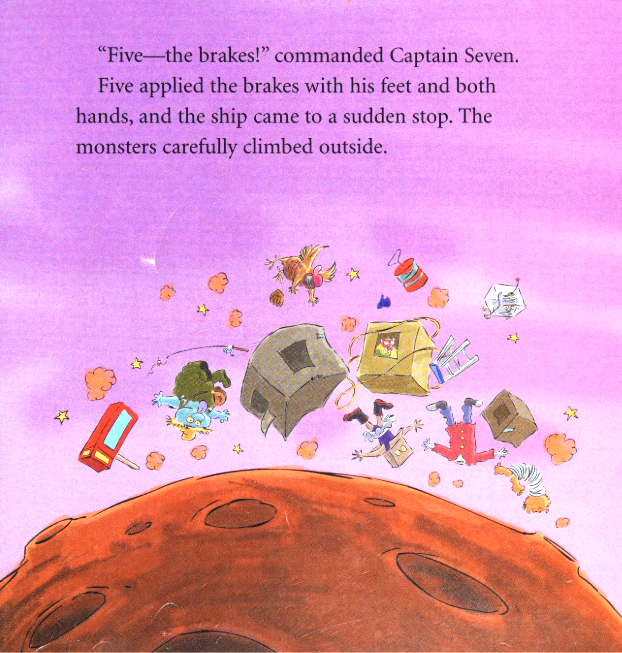 “Five—the brakes!” commanded Captain Seven.
Five applied the brakes with his feet and both
hands, and the ship came to a sudden stop. The
monsters carefully climbed outside.